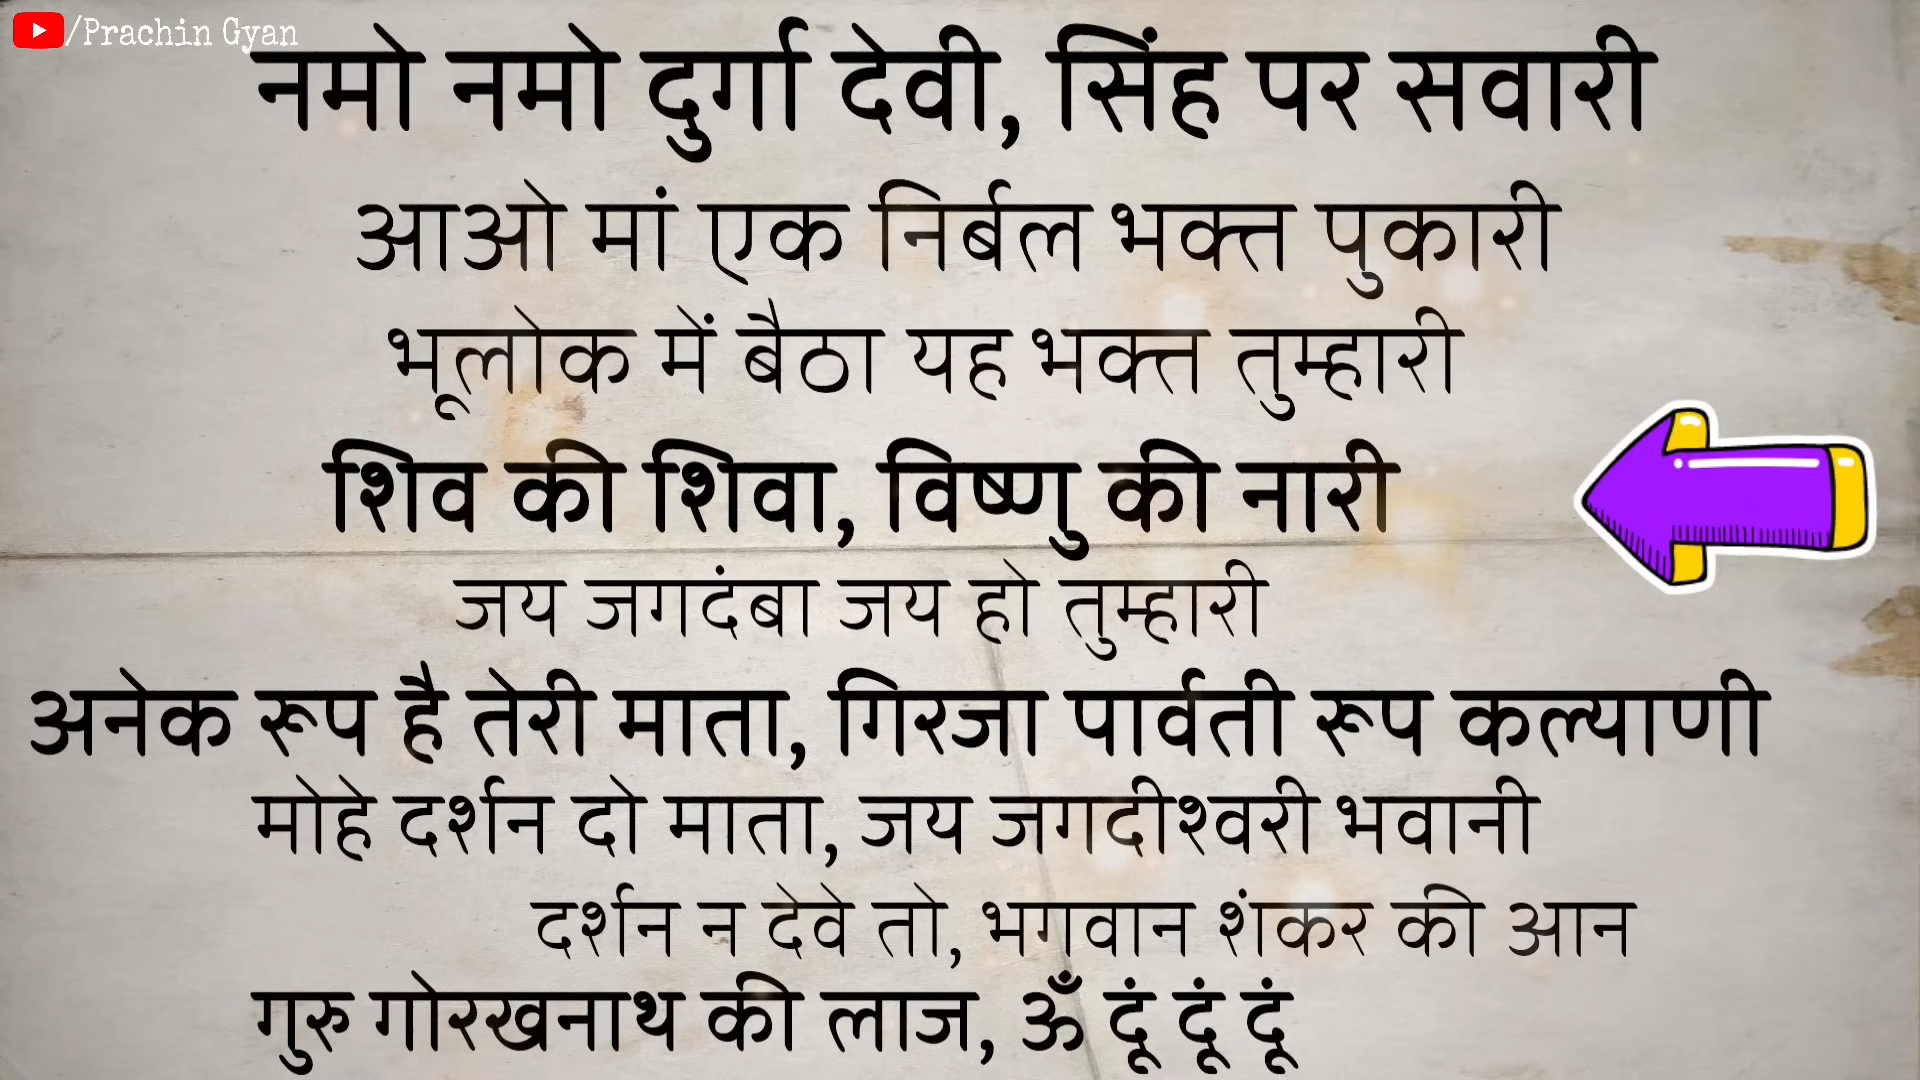 /Prachin Gyan
नमो नमो दुर्गा देवी, सिंह पर सवारी
आओ मां एक निर्बल भक्त पुकारी
भूलोक में बैठा यह भक्त तुम्हारी
शिव की शिवा, विष्णु की नारी
जय जगदंबा जय हो तुम्हारी
अनेक रूप है तेरी माता, गिरजा पार्वती रूप कल्याणी
मोहे दर्शन दो माता, जय जगदीश्वरी भवानी
दर्शन न देवे तो, भगवान शंकर की आन
गुरु गोरखनाथ की लाज, ॐ दूं दूं दूं